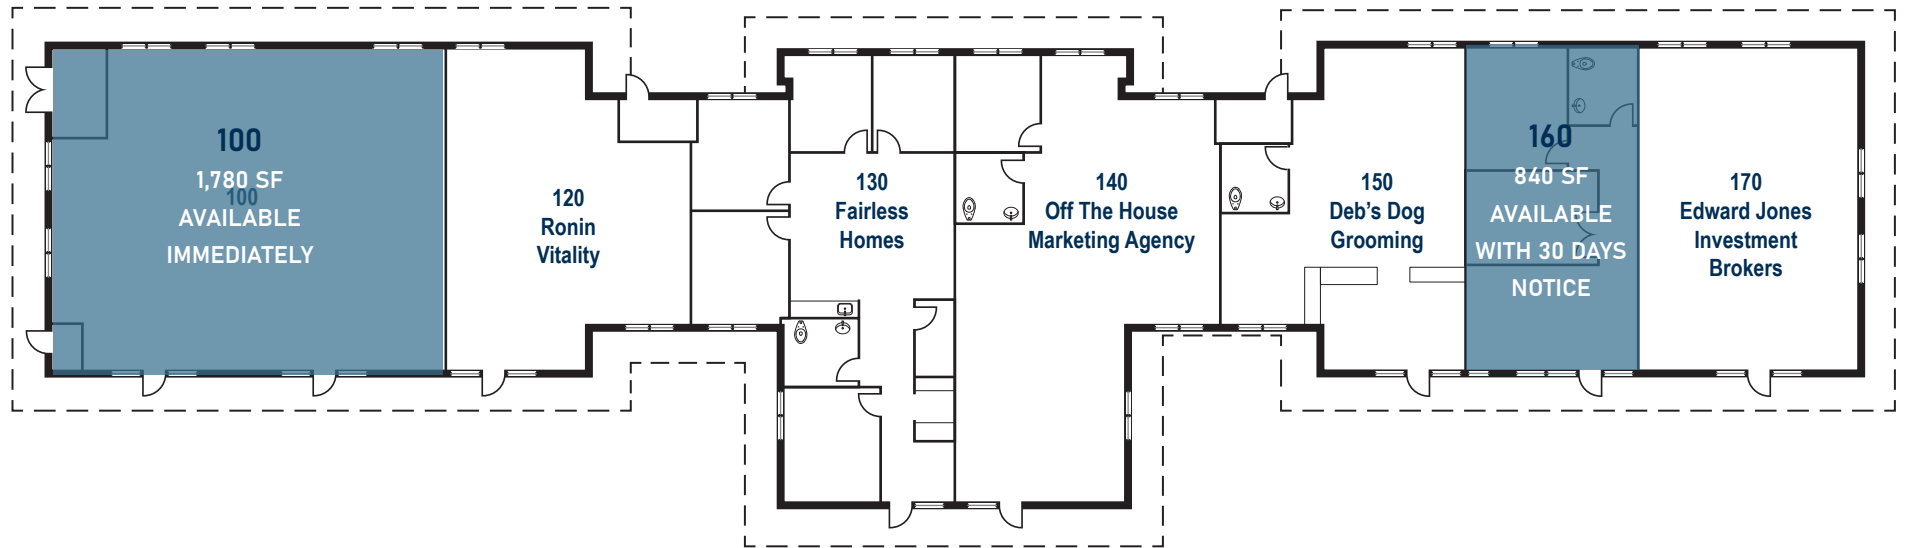 100
1,780 SF
100
AVAILABLE
IMMEDIATELY
120
Ronin
Vitality
130
Fairless
Homes
140
Off The House
Marketing Agency
150
Deb's Dog
Grooming
160
840 SF
AVAILABLE
WITH 30 DAYS
NOTICE
170
Edward Jones
Investment
Brokers